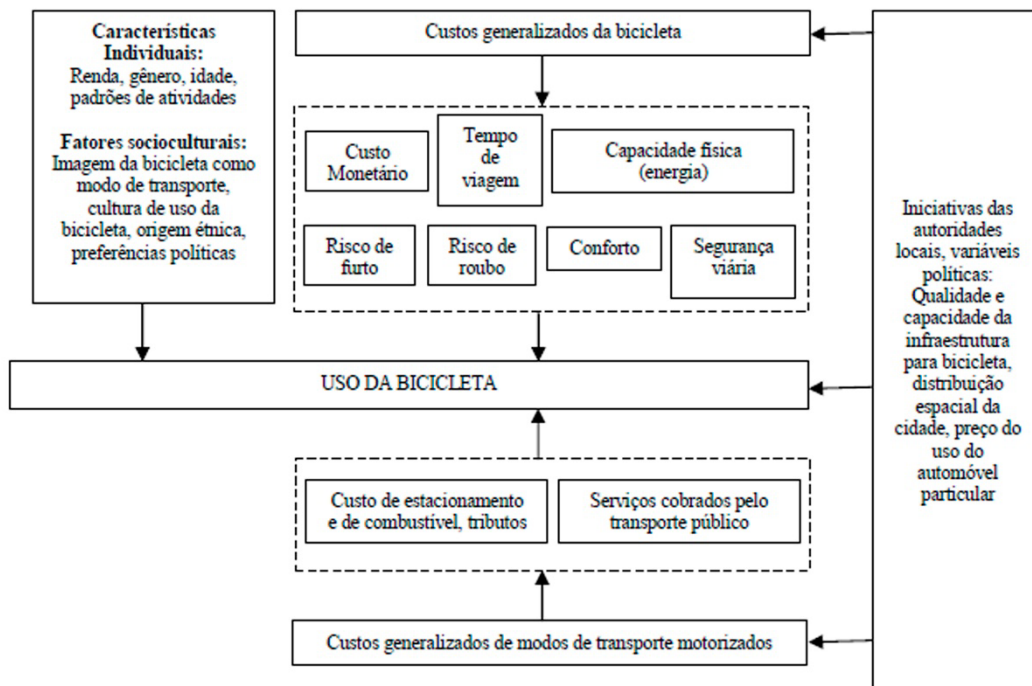 Características
Individuais:
Renda, gênero, idade,
padrões de atividades
Fatores socioculturais:
Imagem da bicicleta como
modo de transporte,
cultura de uso da
bicicleta, origem étnica,
preferências políticas
Custos generalizados da bicicleta
Custo
Monetário
Tempo
de
viagem
Capacidade física
(energia)
Risco de
furto
Risco de
roubo
Conforto
Segurança
viária
USO DA BICICLETA
Custo de estacionamento
e de combustível, tributos
Serviços cobrados pelo
transporte público
Custos generalizados de modos de transporte motorizados
Iniciativas das
autoridades
locais, variáveis
políticas:
Qualidade e
capacidade da
infraestrutura
para bicicleta,
distribuição
espacial da
cidade, preço do
uso do
automóvel
particular